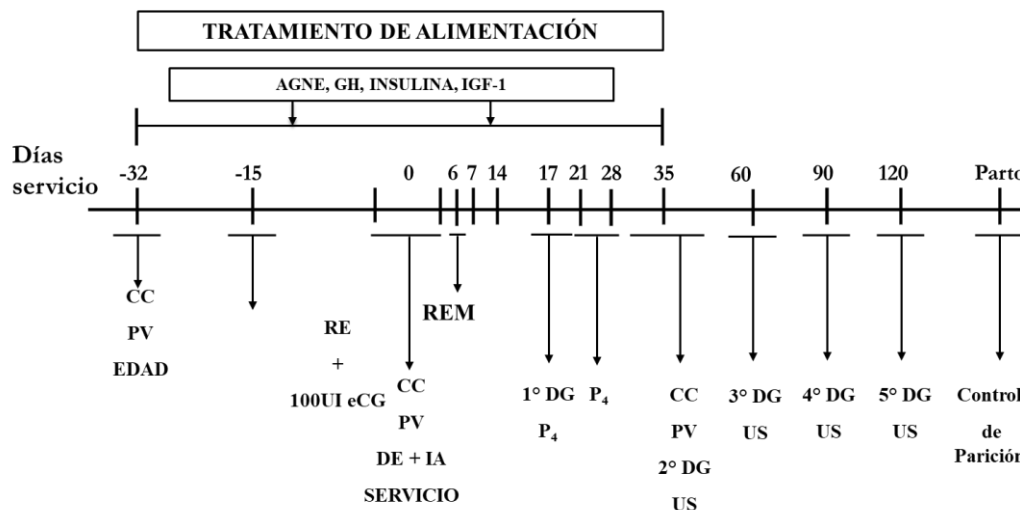 TRATAMIENTO DE ALIMENTACIÓN
AGNE, GH, INSULINA, IGF-1
Días
servicio
-32
-15
0
6
7
14
17
21
28
35
60
90
120
Parto
CC
PV
EDAD
RE
+
100UI eCG
CC
PV
DE + IA
SERVICIO
REM
1° DG
P₄
P₄
CC
PV
2° DG
US
3° DG
US
4° DG
US
5° DG
US
Control
de
Parición